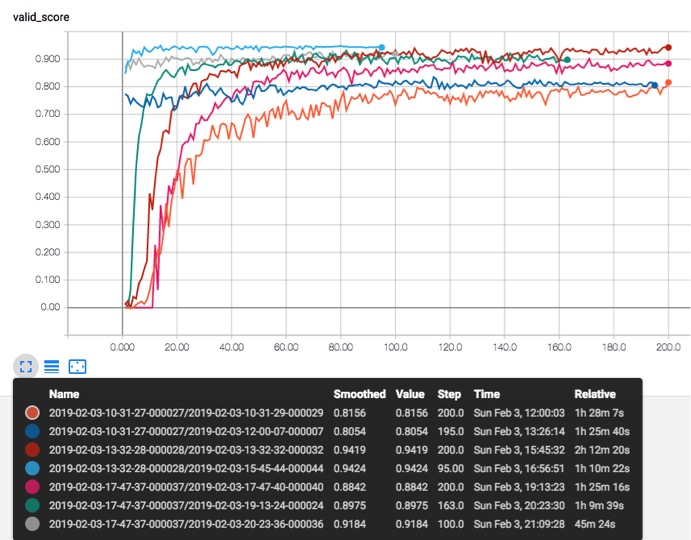 valid_score
0.900
0.800
0.700
0.600
0.500
0.400
0.300
0.200
0.100
0.00
0.000 20.00 40.00 60.00 80.00 100.0 120.0 140.0 160.0 180.0 200.0
Name Smoothed Value Step Time Relative
2019-02-03-10-31-27-000027/2019-02-03-10-31-29-000029 0.8156 0.8156 200.0 Sun Feb 3, 12:00:03 1h 28m 7s
2019-02-03-10-31-27-000027/2019-02-03-12-00-07-000007 0.8054 0.8054 195.0 Sun Feb 3, 13:26:14 1h 25m 40s
2019-02-03-13-32-28-000028/2019-02-03-13-32-32-000032 0.9419 0.9419 200.0 Sun Feb 3, 15:45:32 2h 12m 20s
2019-02-03-13-32-28-000028/2019-02-03-15-45-44-000044 0.9424 0.9424 95.00 Sun Feb 3, 16:56:51 1h 10m 22s
2019-02-03-17-47-37-000037/2019-02-03-17-47-40-000040 0.8842 0.8842 200.0 Sun Feb 3, 19:13:23 1h 25m 16s
2019-02-03-17-47-37-000037/2019-02-03-19-13-24-000024 0.8975 0.8975 163.0 Sun Feb 3, 20:23:30 1h 9m 39s
2019-02-03-17-47-37-000037/2019-02-03-20-23-36-000036 0.9184 0.9184 100.0 Sun Feb 3, 21:09:28 45m 24s